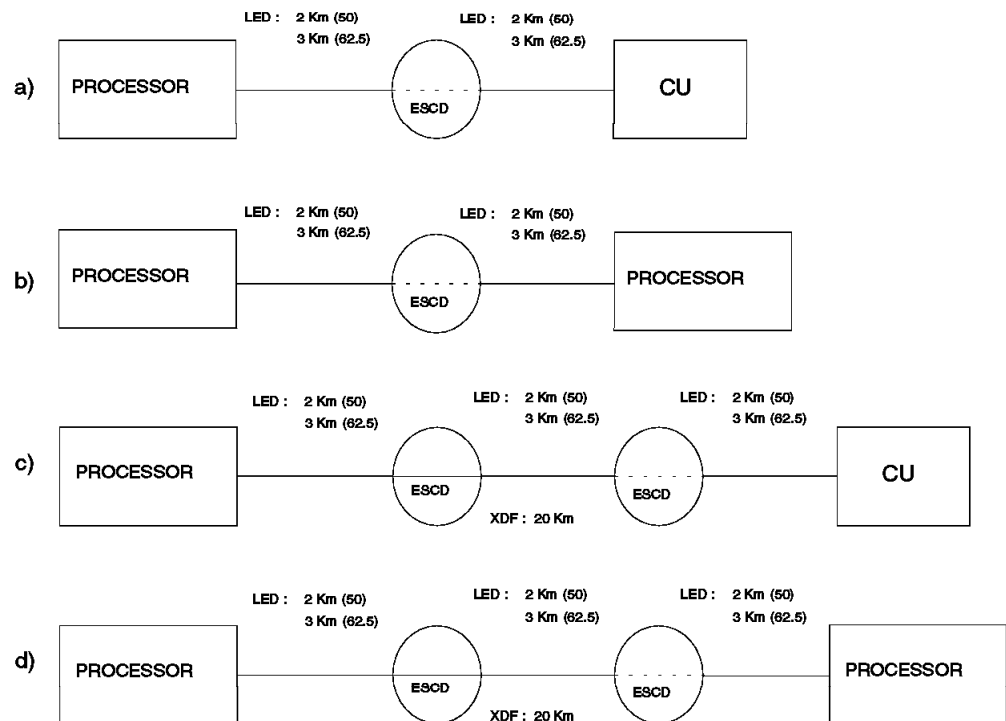 LED : 2 Km (50) LED : 2 Km (50)
3 Km (62.5) 3 Km (62.5)
a) PROCESSOR ESCD CU
LED : 2 Km (50) LED : 2 Km (50)
3 Km (62.5) 3 Km (62.5)
b) PROCESSOR ESCD PROCESSOR
LED : 2 Km (50) LED : 2 Km (50) LED : 2 Km (50)
3 Km (62.5) 3 Km (62.5) 3 Km (62.5)
c) PROCESSOR ESCD ESCD CU
XDF : 20 Km
LED : 2 Km (50) LED : 2 Km (50) LED : 2 Km (50)
3 Km (62.5) 3 Km (62.5) 3 Km (62.5)
d) PROCESSOR ESCD ESCD PROCESSOR
XDF : 20 Km